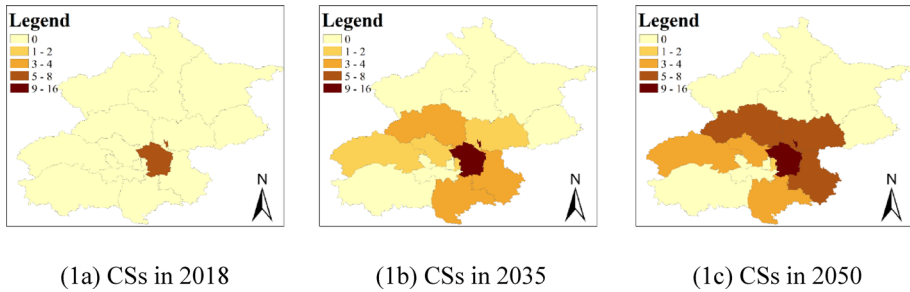 Legend
0
1 - 2
3 - 4
5 - 8
9 - 16
N
(1a) CSs in 2018
Legend
0
1 - 2
3 - 4
5 - 8
9 - 16
N
(1b) CSs in 2035
Legend
0
1 - 2
3 - 4
5 - 8
9 - 16
N
(1c) CSs in 2050